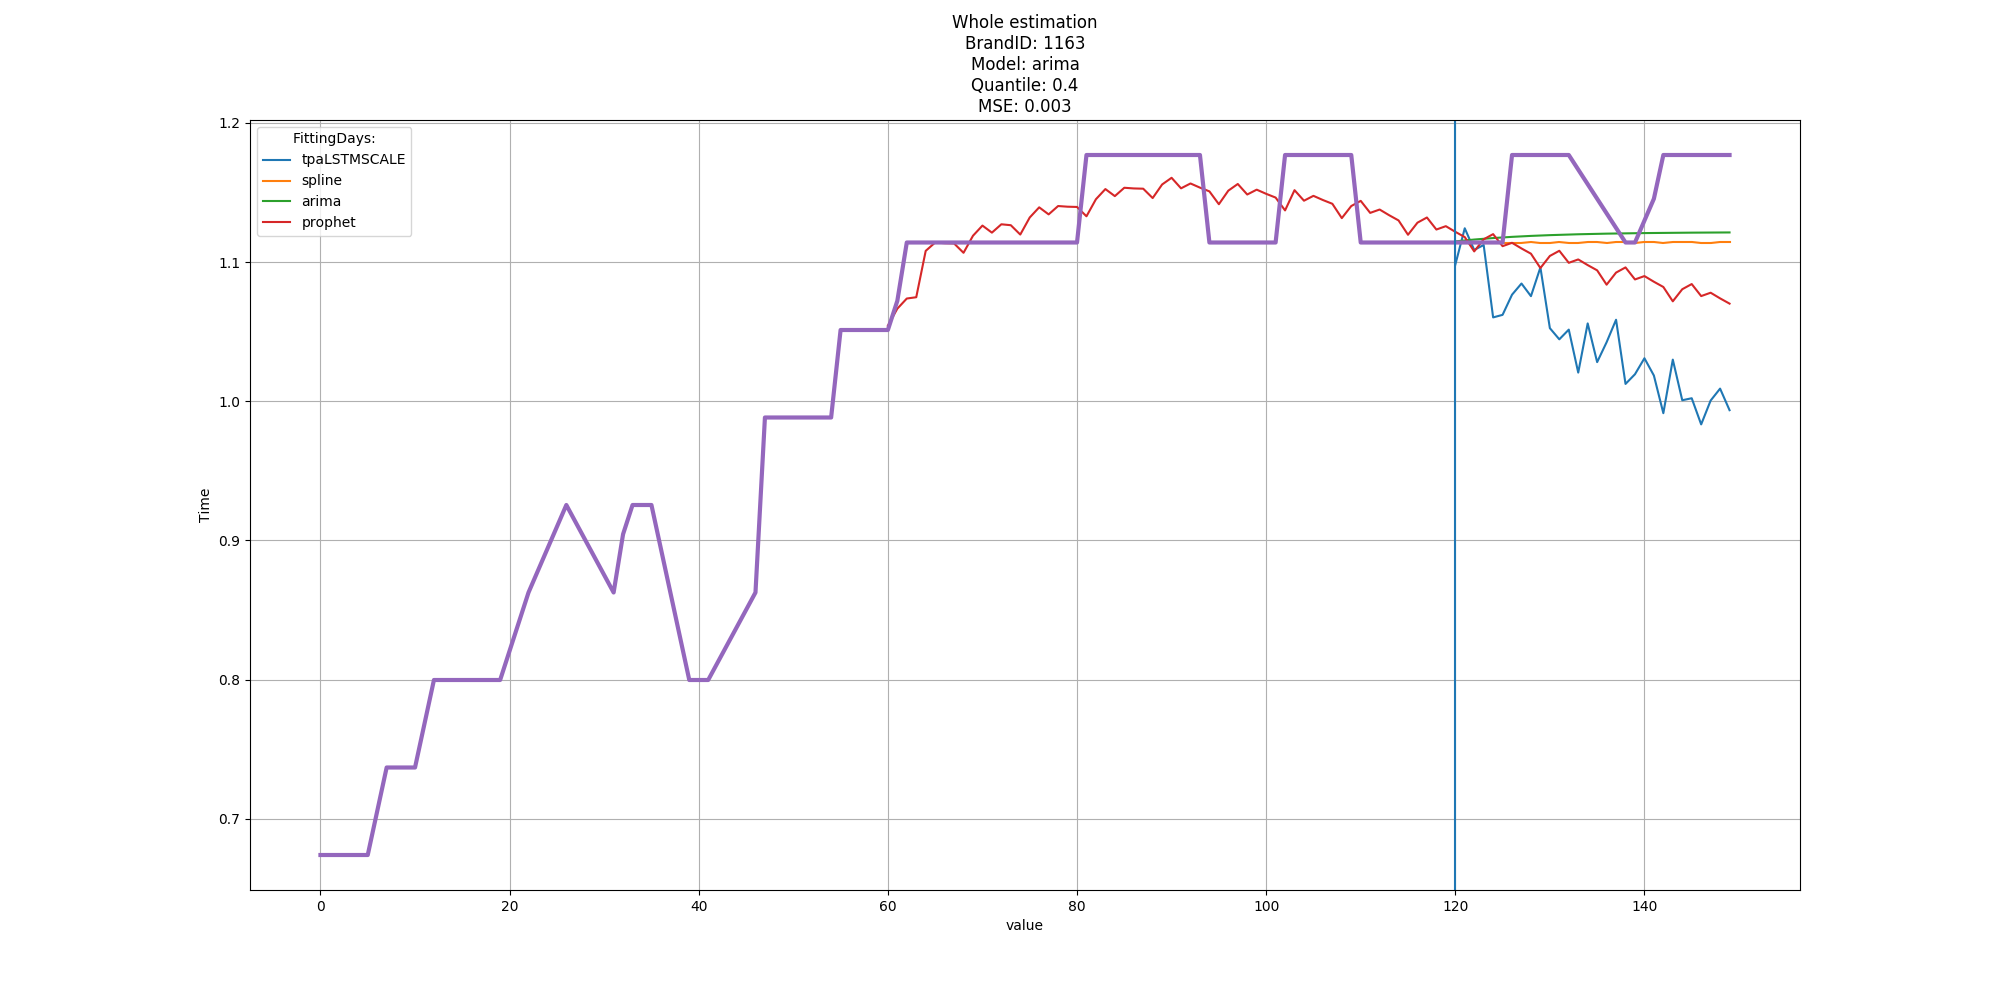 Whole estimation
BrandID: 1163
Model: arima
Quantile: 0.4
MSE: 0.003
FittingDays:
tpaLSTMSCALE
spline
arima
prophet
1.2
1.1
1.0
0.9
0.8
0.7
Time
0 20 40 60 80 100 120 140
value